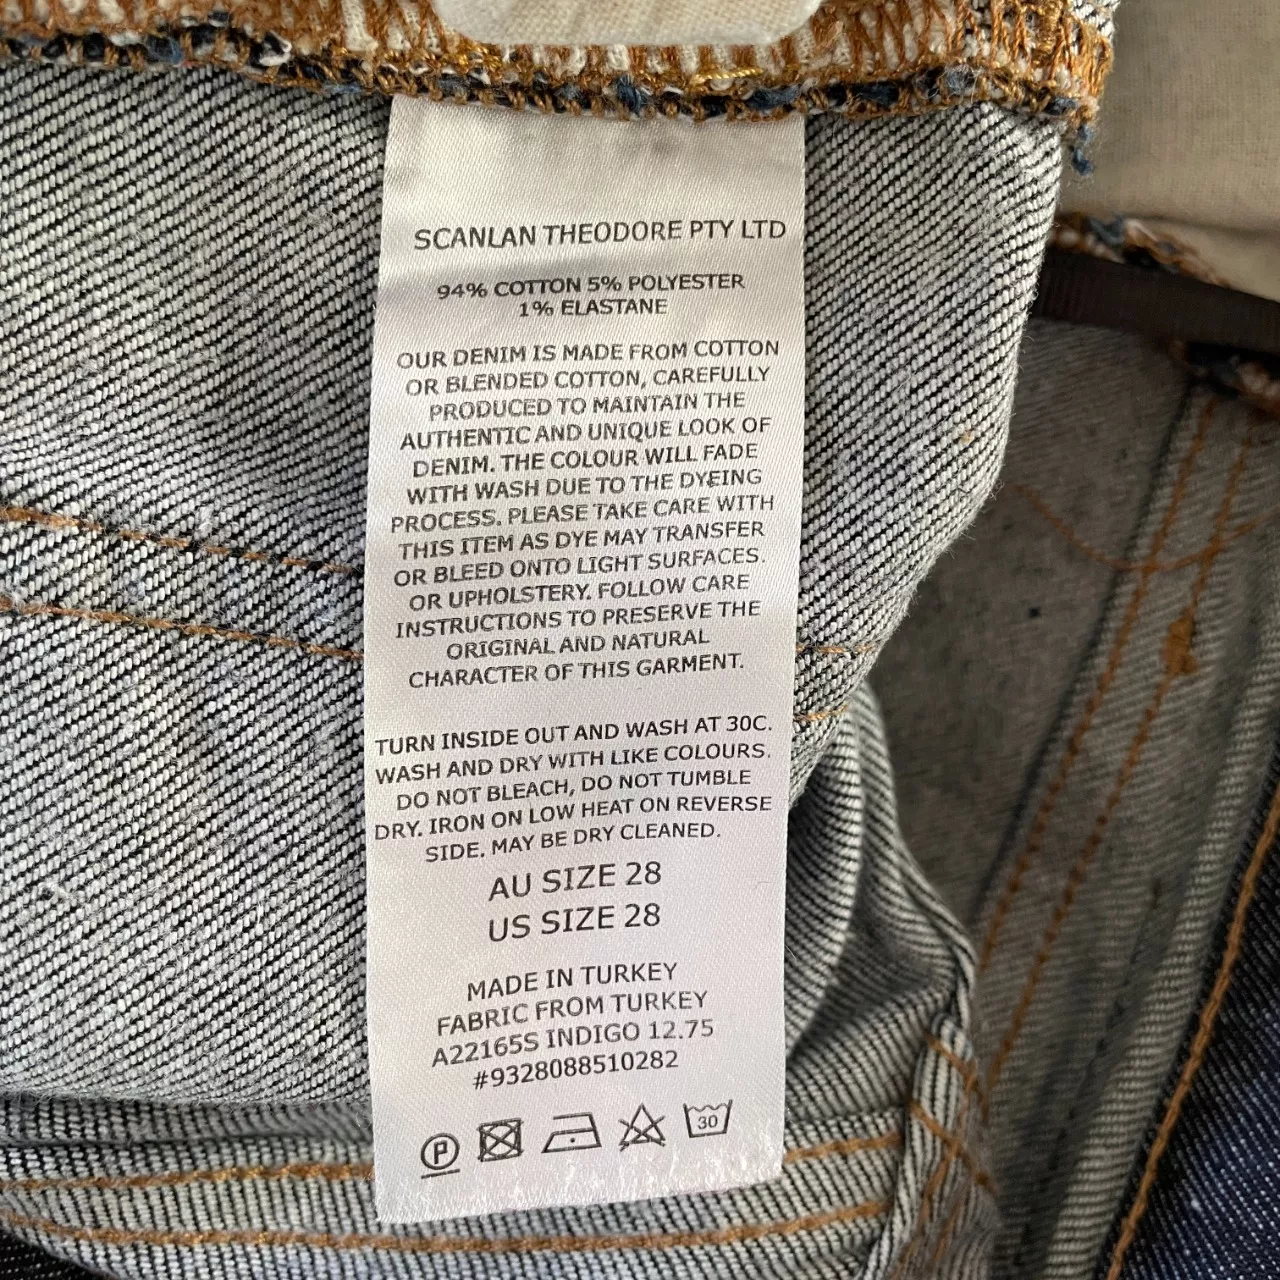 SCANLAN THEODORE PTY LTD
94% COTTON 5% POLYESTER
1% ELASTANE
OUR DENIM IS MADE FROM COTTON
OR BLENDED COTTON, CAREFULLY
PRODUCED TO MAINTAIN THE
AUTHENTIC AND UNIQUE LOOK OF
DENIM. THE COLOUR WILL FADE
WITH WASH DUE TO THE DYEING
PROCESS. PLEASE TAKE CARE WITH
THIS ITEM AS DYE MAY TRANSFER
OR BLEED ONTO LIGHT SURFACES.
OR UPHOLSTERY. FOLLOW CARE
INSTRUCTIONS TO PRESERVE THE
ORIGINAL AND NATURAL
CHARACTER OF THIS GARMENT.
TURN INSIDE OUT AND WASH AT 30C.
WASH AND DRY WITH LIKE COLOURS.
DO NOT BLEACH, DO NOT TUMBLE
DRY. IRON ON LOW HEAT ON REVERSE
SIDE. MAY BE DRY CLEANED.
AU SIZE 28
US SIZE 28
MADE IN TURKEY
FABRIC FROM TURKEY
A22165S INDIGO 12.75
#9328088510282
P 30